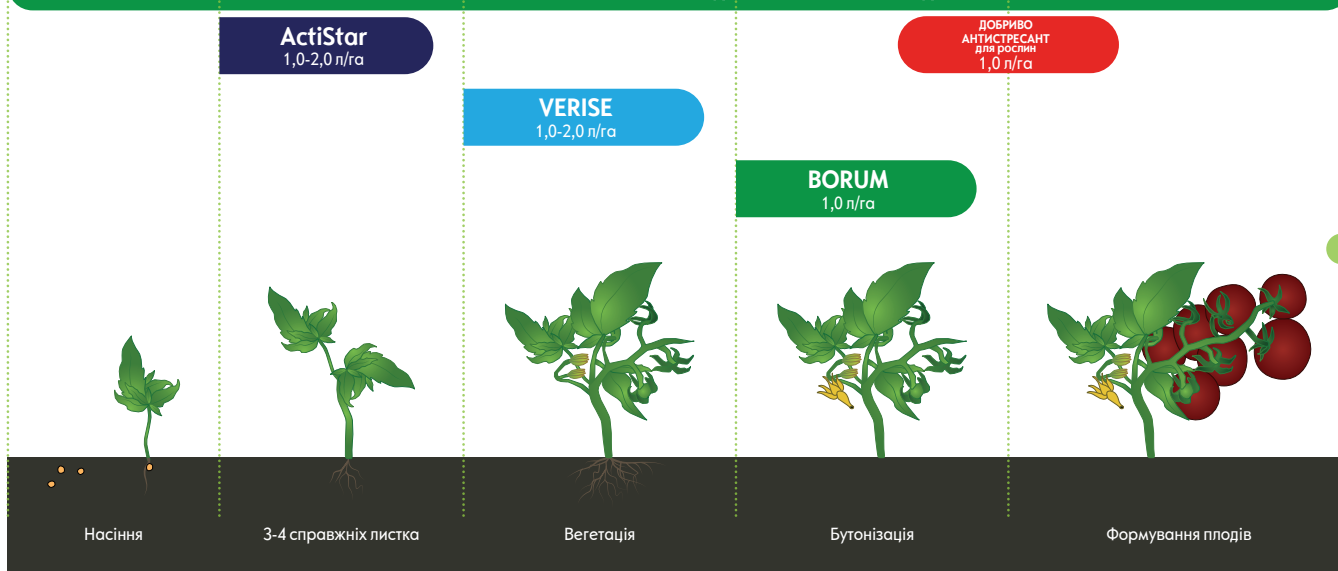 ActiStar
1,0-2,0 л/га
ДОБРИВО
АНТИСТРЕСАНТ
для рослин
1,0 л/га
VERISE
1,0-2,0 л/га
BORUM
1,0 л/га
Насіння
3-4 справжніх листка
Вегетація
Бутонізація
Формування плодів